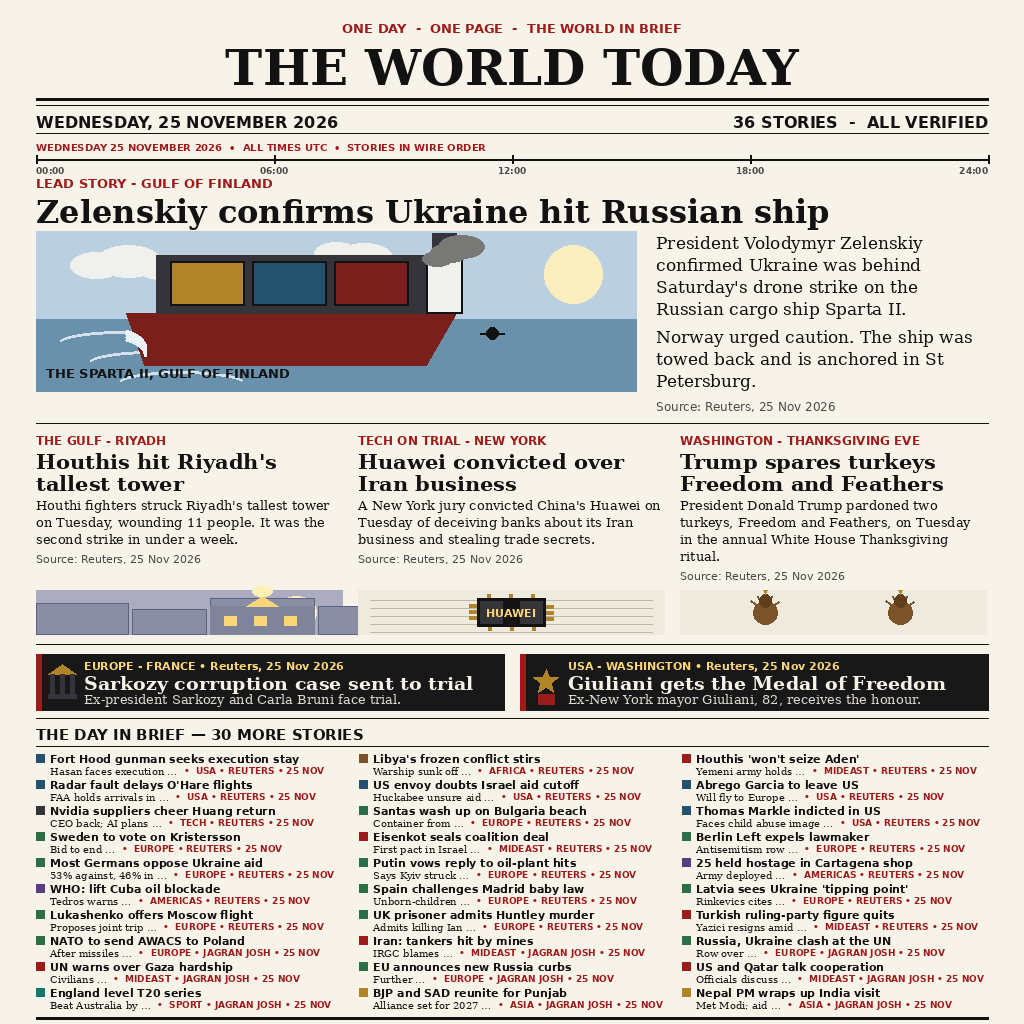 ONE DAY - ONE PAGE - THE WORLD IN BRIEF
THE WORLD TODAY
WEDNESDAY, 25 NOVEMBER 2026
36 STORIES - ALL VERIFIED
WEDNESDAY 25 NOVEMBER 2026 • ALL TIMES UTC • STORIES IN WIRE ORDER
00:00 06:00 12:00 18:00 24:00
LEAD STORY - GULF OF FINLAND
Zelenskiy confirms Ukraine hit Russian ship
THE SPARTA II, GULF OF FINLAND
President Volodymyr Zelenskiy
confirmed Ukraine was behind
Saturday's drone strike on the
Russian cargo ship Sparta II.
Norway urged caution. The ship was
towed back and is anchored in St
Petersburg.
Source: Reuters, 25 Nov 2026
THE GULF - RIYADH
Houthis hit Riyadh's
tallest tower
Houthi fighters struck Riyadh's tallest tower
on Tuesday, wounding 11 people. It was the
second strike in under a week.
Source: Reuters, 25 Nov 2026
TECH ON TRIAL - NEW YORK
Huawei convicted over
Iran business
A New York jury convicted China's Huawei on
Tuesday of deceiving banks about its Iran
business and stealing trade secrets.
Source: Reuters, 25 Nov 2026
HUAWEI
WASHINGTON - THANKSGIVING EVE
Trump spares turkeys
Freedom and Feathers
President Donald Trump pardoned two
turkeys, Freedom and Feathers, on Tuesday
in the annual White House Thanksgiving
ritual.
Source: Reuters, 25 Nov 2026
EUROPE - FRANCE • Reuters, 25 Nov 2026
Sarkozy corruption case sent to trial
Ex-president Sarkozy and Carla Bruni face trial.
USA - WASHINGTON • Reuters, 25 Nov 2026
Giuliani gets the Medal of Freedom
Ex-New York mayor Giuliani, 82, receives the honour.
THE DAY IN BRIEF — 30 MORE STORIES
Fort Hood gunman seeks execution stay
Hasan faces execution ... • USA • REUTERS • 25 NOV
Radar fault delays O'Hare flights
FAA holds arrivals in ... • USA • REUTERS • 25 NOV
Nvidia suppliers cheer Huang return
CEO back; AI plans ... • TECH • REUTERS • 25 NOV
Sweden to vote on Kristersson
Bid to end ... • EUROPE • REUTERS • 25 NOV
Most Germans oppose Ukraine aid
53% against, 46% in ... • EUROPE • REUTERS • 25 NOV
WHO: lift Cuba oil blockade
Tedros warns ... • AMERICAS • REUTERS • 25 NOV
Lukashenko offers Moscow flight
Proposes joint trip ... • EUROPE • REUTERS • 25 NOV
NATO to send AWACS to Poland
After missiles ... • EUROPE • JAGRAN JOSH • 25 NOV
UN warns over Gaza hardship
Civilians ... • MIDEAST • JAGRAN JOSH • 25 NOV
England level T20 series
Beat Australia by ... • SPORT • JAGRAN JOSH • 25 NOV
Libya's frozen conflict stirs
Warship sunk off ... • AFRICA • REUTERS • 25 NOV
US envoy doubts Israel aid cutoff
Huckabee unsure aid ... • USA • REUTERS • 25 NOV
Santas wash up on Bulgaria beach
Container from ... • EUROPE • REUTERS • 25 NOV
Eisenkot seals coalition deal
First pact in Israel ... • MIDEAST • REUTERS • 25 NOV
Putin vows reply to oil-plant hits
Says Kyiv struck ... • EUROPE • REUTERS • 25 NOV
Spain challenges Madrid baby law
Unborn-children ... • EUROPE • REUTERS • 25 NOV
UK prisoner admits Huntley murder
Admits killing Ian ... • EUROPE • REUTERS • 25 NOV
Iran: tankers hit by mines
IRGC blames ... • MIDEAST • JAGRAN JOSH • 25 NOV
EU announces new Russia curbs
Further ... • EUROPE • JAGRAN JOSH • 25 NOV
BJP and SAD reunite for Punjab
Alliance set for 2027 ... • ASIA • JAGRAN JOSH • 25 NOV
Houthis 'won't seize Aden'
Yemeni army holds ... • MIDEAST • REUTERS • 25 NOV
Abrego Garcia to leave US
Will fly to Europe ... • USA • REUTERS • 25 NOV
Thomas Markle indicted in US
Faces child abuse image ... • USA • REUTERS • 25 NOV
Berlin Left expels lawmaker
Antisemitism row ... • EUROPE • REUTERS • 25 NOV
25 held hostage in Cartagena shop
Army deployed ... • AMERICAS • REUTERS • 25 NOV
Latvia sees Ukraine 'tipping point'
Rinkevics cites ... • EUROPE • REUTERS • 25 NOV
Turkish ruling-party figure quits
Yazici resigns amid ... • MIDEAST • REUTERS • 25 NOV
Russia, Ukraine clash at the UN
Row over ... • EUROPE • JAGRAN JOSH • 25 NOV
US and Qatar talk cooperation
Officials discuss ... • MIDEAST • JAGRAN JOSH • 25 NOV
Nepal PM wraps up India visit
Met Modi; aid ... • ASIA • JAGRAN JOSH • 25 NOV